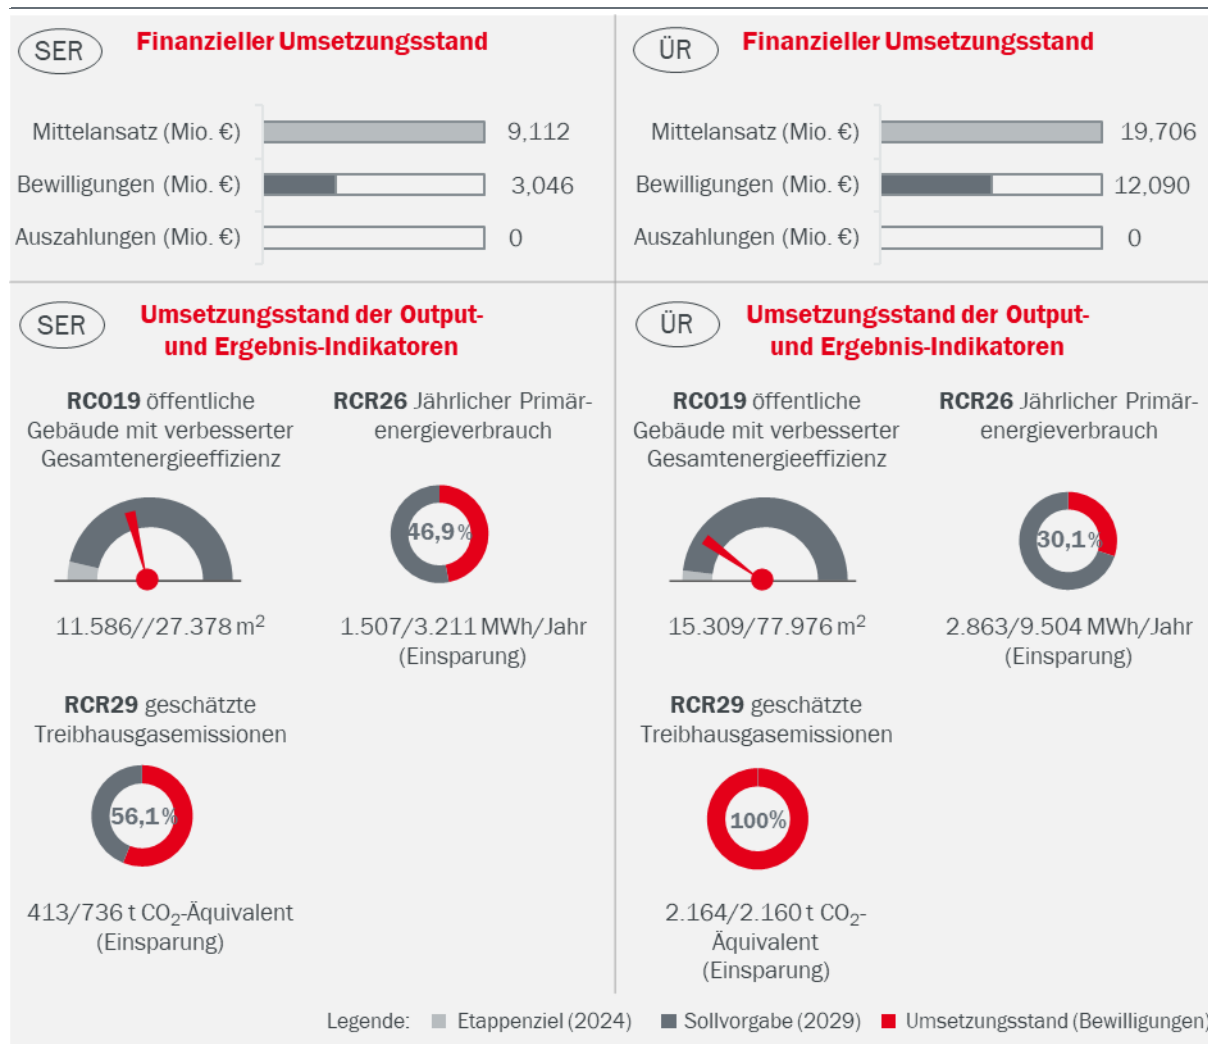 SER
Finanzieller Umsetzungsstand
Mittelansatz (Mio. €) 9,112
Bewilligungen (Mio. €) 3,046
Auszahlungen (Mio. €) 0
ÜR
Finanzieller Umsetzungsstand
Mittelansatz (Mio. €) 19,706
Bewilligungen (Mio. €) 12,090
Auszahlungen (Mio. €) 0
SER
Umsetzungsstand der Output-
und Ergebnis-Indikatoren
RCO19 öffentliche
Gebäude mit verbesserter
Gesamtenergieeffizienz
11.586//27.378 m²
RCR26 Jährlicher Primär-
energieverbrauch
46,9%
1.507/3.211 MWh/Jahr
(Einsparung)
RCR29 geschätzte
Treibhausgasemissionen
56,1%
413/736 t CO₂-Äquivalent
(Einsparung)
ÜR
Umsetzungsstand der Output-
und Ergebnis-Indikatoren
RCO19 öffentliche
Gebäude mit verbesserter
Gesamtenergieeffizienz
15.309/77.976 m²
RCR26 Jährlicher Primär-
energieverbrauch
30,1%
2.863/9.504 MWh/Jahr
(Einsparung)
RCR29 geschätzte
Treibhausgasemissionen
100%
2.164/2.160 t CO₂-
Äquivalent
(Einsparung)
Legende: Etappenziel (2024) Sollvorgabe (2029) Umsetzungsstand (Bewilligungen)